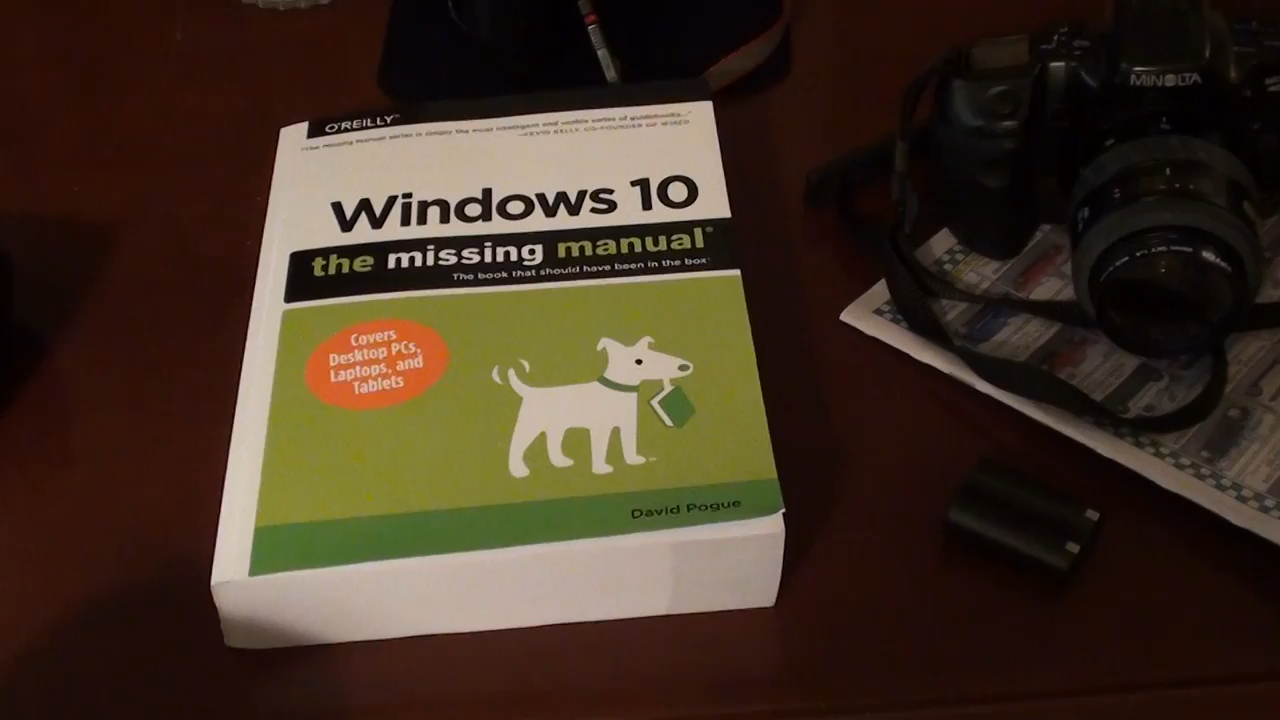 O'REILLY™
"The Missing Manual series is simply the most intelligent and usable series of guidebooks..."
—KEVIN KELLY, CO-FOUNDER OF WIRED
Windows 10
the missing manual®
The book that should have been in the box®
Covers
Desktop PCs,
Laptops, and
Tablets
David Pogue
MINOLTA